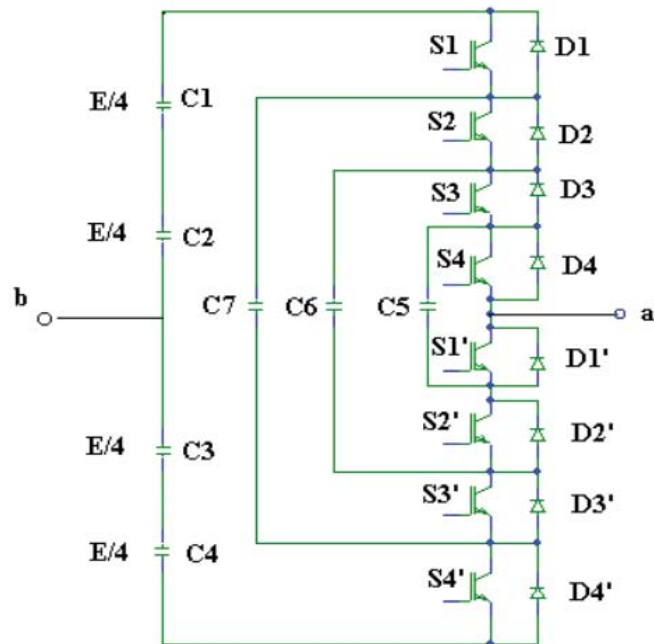 S1 D1
E/4 C1
S2 D2
S3 D3
E/4 C2
S4 D4
b C7 C6 C5 a
S1' D1'
S2' D2'
E/4 C3
S3' D3'
E/4 C4
S4' D4'